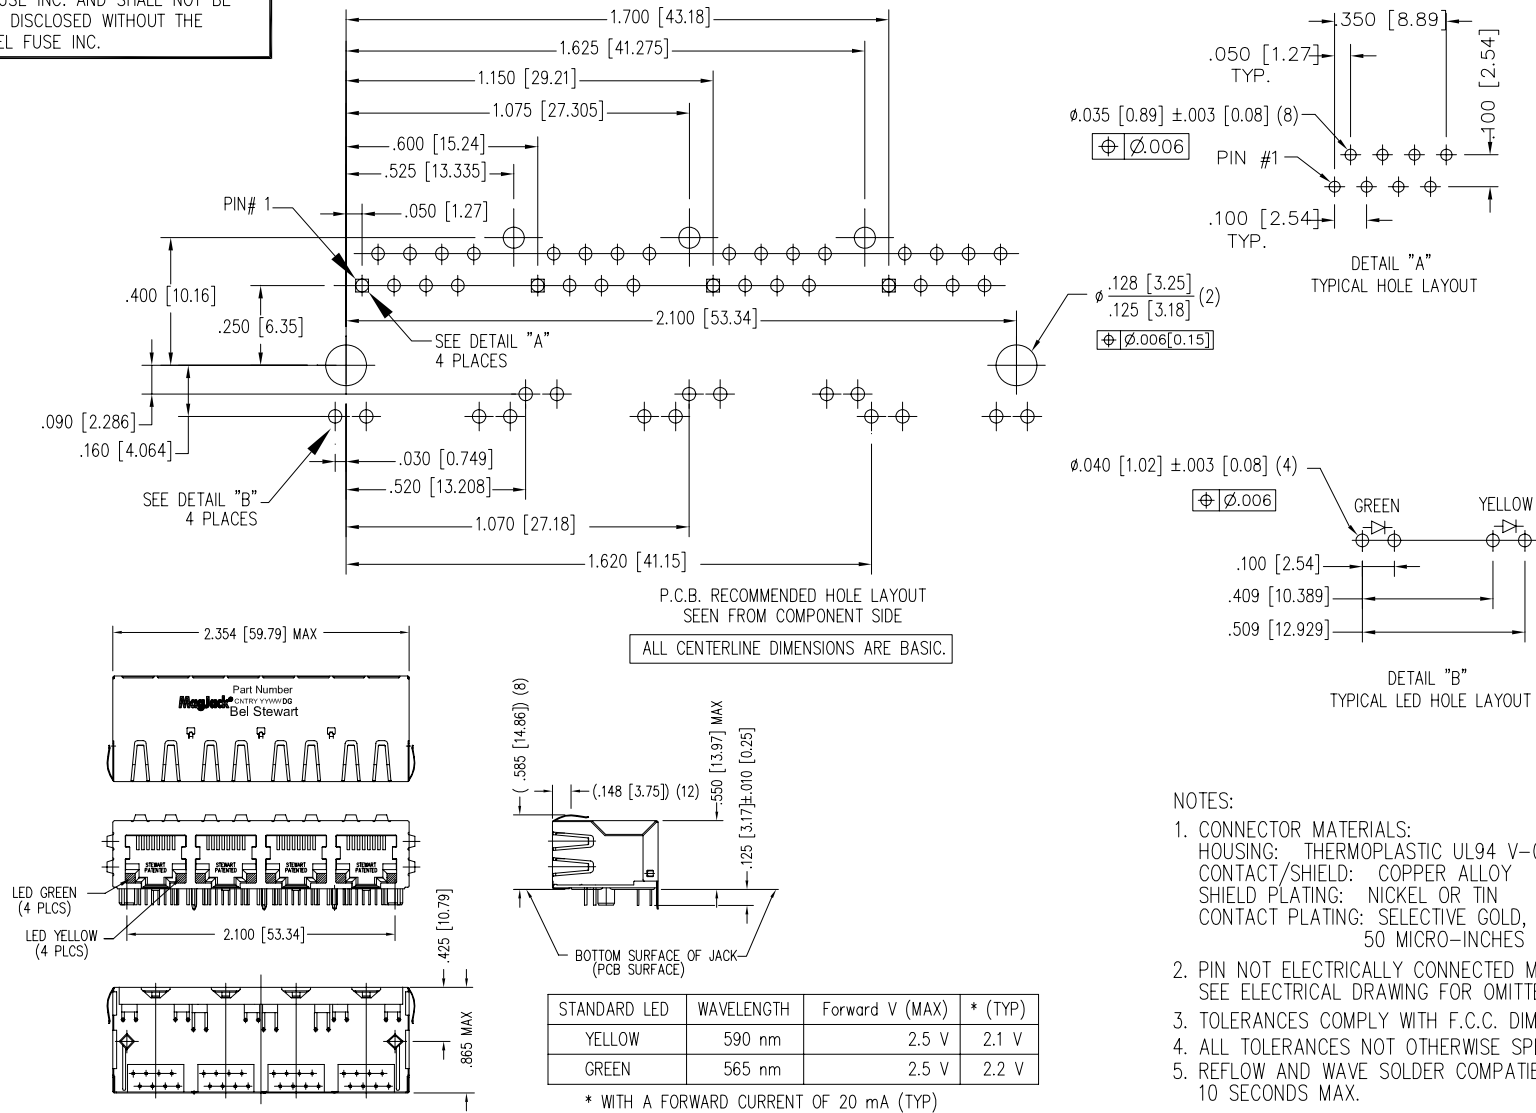 FUSE INC. AND SHALL NOT BE
DISCLOSED WITHOUT THE
EL FUSE INC.
1.700 [43.18]
1.625 [41.275]
1.150 [29.21]
1.075 [27.305]
.600 [15.24]
.525 [13.335]
PIN# 1
.050 [1.27]
.400 [10.16]
.250 [6.35]
2.100 [53.34]
SEE DETAIL "A"
4 PLACES
ø .128 [3.25]
.125 [3.18] (2)
⌖ Ø.006[0.15]
.090 [2.286]
.160 [4.064]
.030 [0.749]
.520 [13.208]
SEE DETAIL "B"
4 PLACES
1.070 [27.18]
1.620 [41.15]
P.C.B. RECOMMENDED HOLE LAYOUT
SEEN FROM COMPONENT SIDE
ALL CENTERLINE DIMENSIONS ARE BASIC.
.350 [8.89]
.050 [1.27]
TYP.
.100 [2.54]
ø.035 [0.89] ±.003 [0.08] (8)
⌖ Ø.006
PIN #1
.100 [2.54]
TYP.
DETAIL "A"
TYPICAL HOLE LAYOUT
ø.040 [1.02] ±.003 [0.08] (4)
⌖ Ø.006
GREEN YELLOW
.100 [2.54]
.409 [10.389]
.509 [12.929]
DETAIL "B"
TYPICAL LED HOLE LAYOUT
2.354 [59.79] MAX
Part Number
MagJack® CNTRY YYWW DG
Bel Stewart
STEWART PATENTED
STEWART PATENTED
STEWART PATENTED
STEWART PATENTED
LED GREEN
(4 PLCS)
LED YELLOW
(4 PLCS)
2.100 [53.34]
.425 [10.79]
.865 MAX
( .585 [14.86]) (8)
(.148 [3.75]) (12)
.550 [13.97] MAX
.125 [3.17]±.010 [0.25]
BOTTOM SURFACE OF JACK
(PCB SURFACE)
STANDARD LED WAVELENGTH Forward V (MAX) * (TYP)
YELLOW 590 nm 2.5 V 2.1 V
GREEN 565 nm 2.5 V 2.2 V
* WITH A FORWARD CURRENT OF 20 mA (TYP)
NOTES:
1. CONNECTOR MATERIALS:
HOUSING: THERMOPLASTIC UL94 V-0
CONTACT/SHIELD: COPPER ALLOY
SHIELD PLATING: NICKEL OR TIN
CONTACT PLATING: SELECTIVE GOLD,
50 MICRO-INCHES
2. PIN NOT ELECTRICALLY CONNECTED M
SEE ELECTRICAL DRAWING FOR OMITTE
3. TOLERANCES COMPLY WITH F.C.C. DIM
4. ALL TOLERANCES NOT OTHERWISE SP
5. REFLOW AND WAVE SOLDER COMPATI
10 SECONDS MAX.